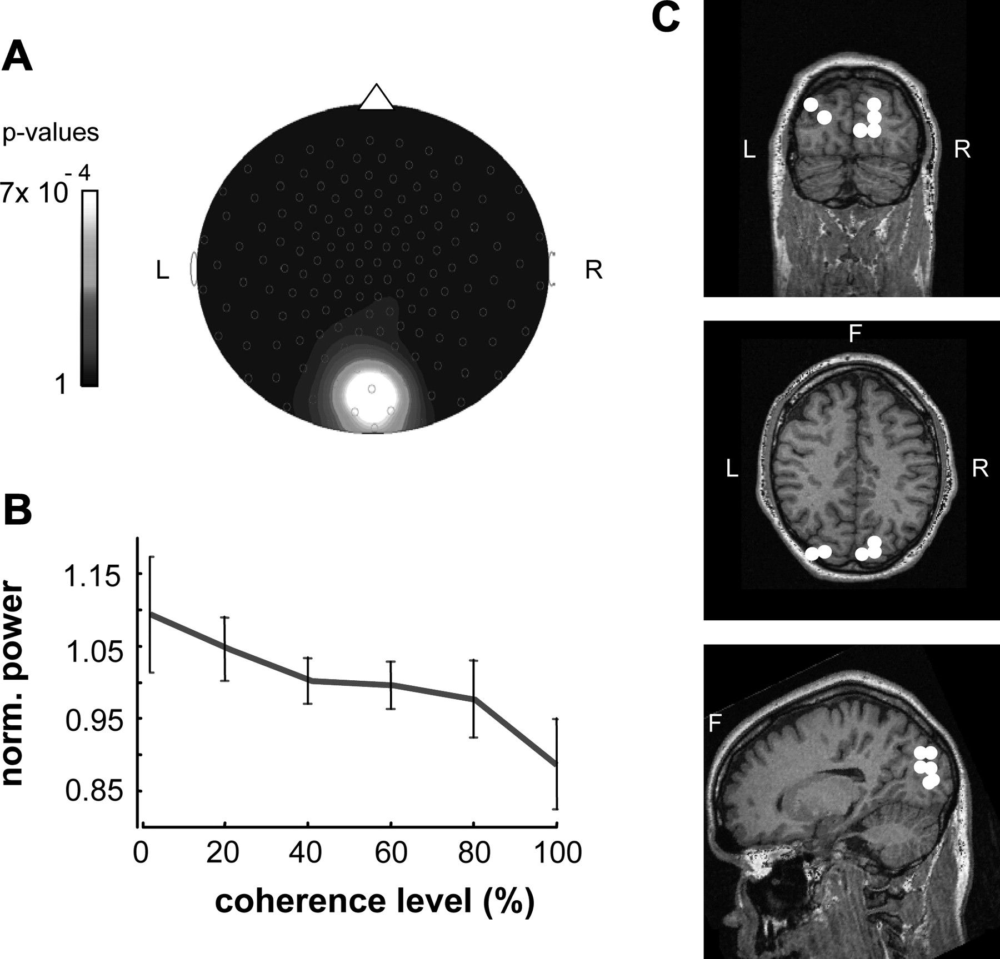 A
p-values
7x 10
- 4
1
L
R
B
1.15
1.05
0.95
0.85
norm. power
0
20
40
60
80
100
coherence level (%)
C
L
R
F
L
R
F